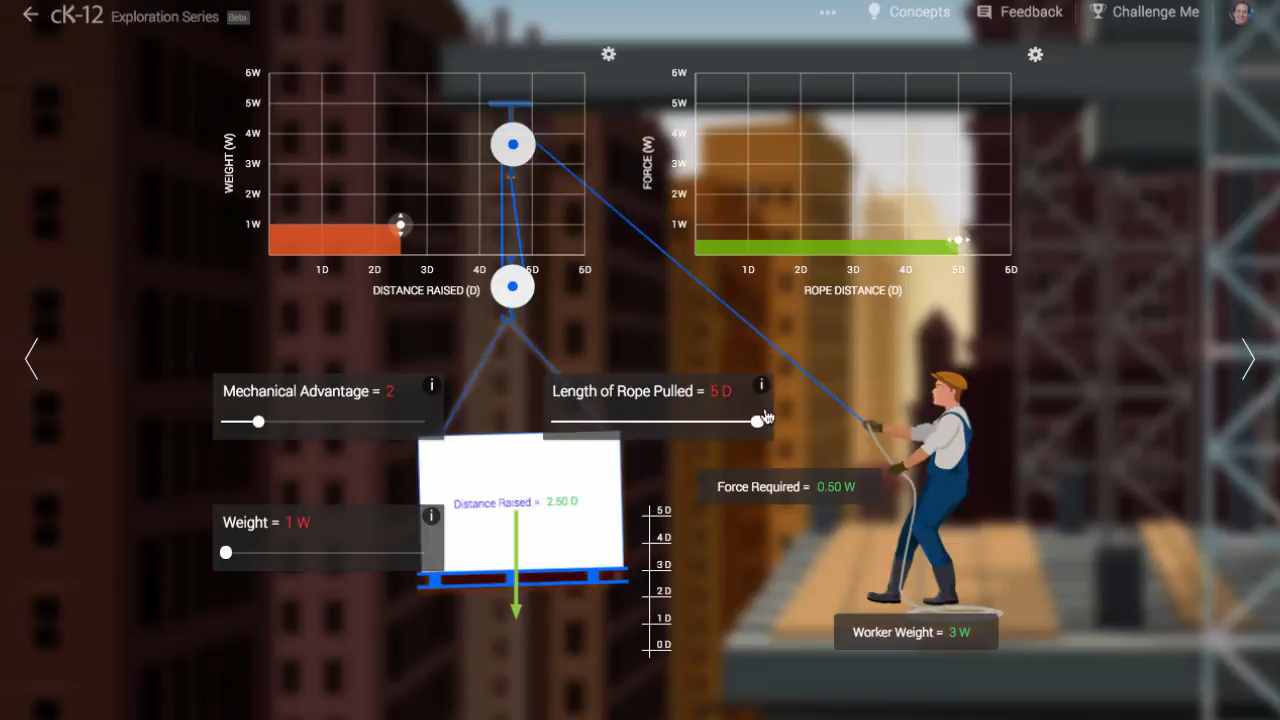 cK-12 Exploration Series Beta
Concepts
Feedback
Challenge Me
6W
5W
4W
3W
2W
1W
WEIGHT (W)
1D 2D 3D 4D 5D 6D
DISTANCE RAISED (D)
6W
5W
4W
3W
2W
1W
FORCE (W)
1D 2D 3D 4D 5D 6D
ROPE DISTANCE (D)
Mechanical Advantage = 2
i
Length of Rope Pulled = 5 D
i
Force Required = 0.50 W
Distance Raised = 2.50 D
Weight = 1 W
i
5 D
4 D
3 D
2 D
1 D
0 D
Worker Weight = 3 W